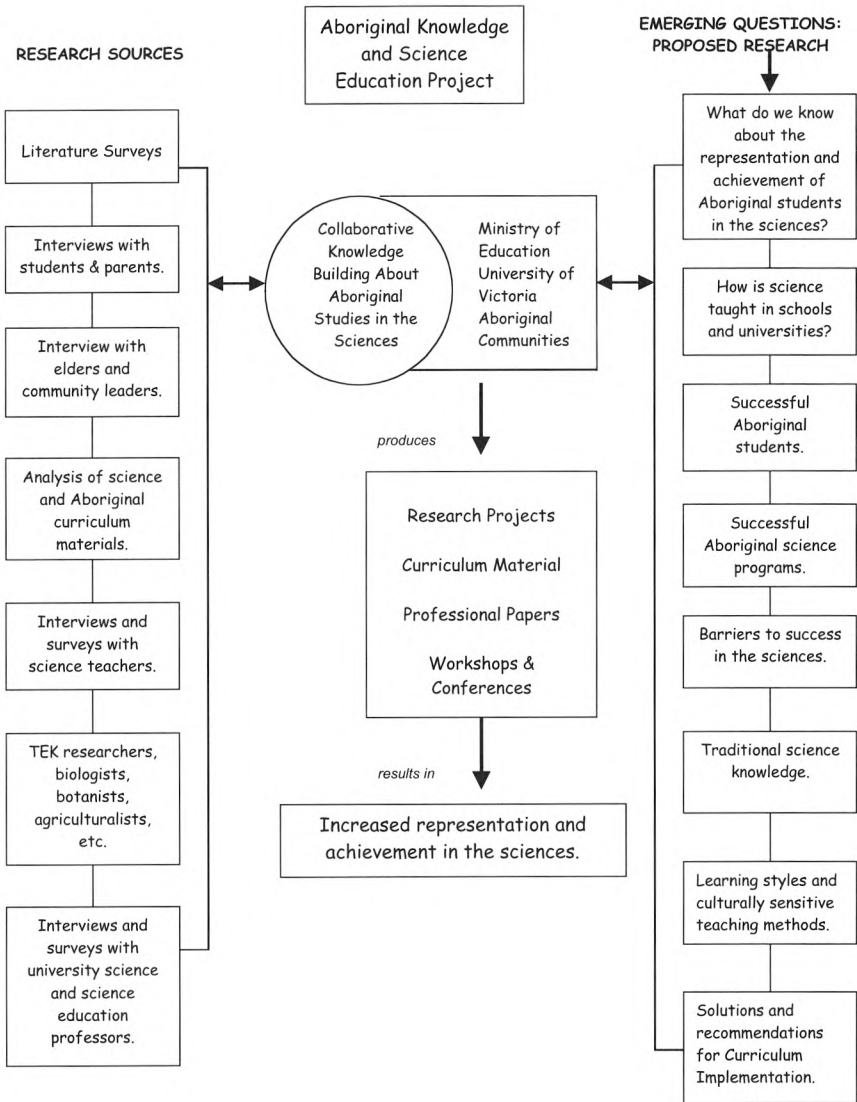 Aboriginal Knowledge
and Science
Education Project
RESEARCH SOURCES
Literature Surveys
Interviews with
students & parents.
Interview with
elders and
community leaders.
Analysis of science
and Aboriginal
curriculum
materials.
Interviews and
surveys with
science teachers.
TEK researchers,
biologists,
botanists,
agriculturalists,
etc.
Interviews and
surveys with
university science
and science
education
professors.
Collaborative
Knowledge
Building About
Aboriginal
Studies in the
Sciences
Ministry of
Education
University of
Victoria
Aboriginal
Communities
produces
Research Projects
Curriculum Material
Professional Papers
Workshops &
Conferences
results in
Increased representation and
achievement in the sciences.
EMERGING QUESTIONS:
PROPOSED RESEARCH
What do we know
about the
representation and
achievement of
Aboriginal students
in the sciences?
How is science
taught in schools
and universities?
Successful
Aboriginal
students.
Successful
Aboriginal science
programs.
Barriers to success
in the sciences.
Traditional science
knowledge.
Learning styles and
culturally sensitive
teaching methods.
Solutions and
recommendations
for Curriculum
Implementation.